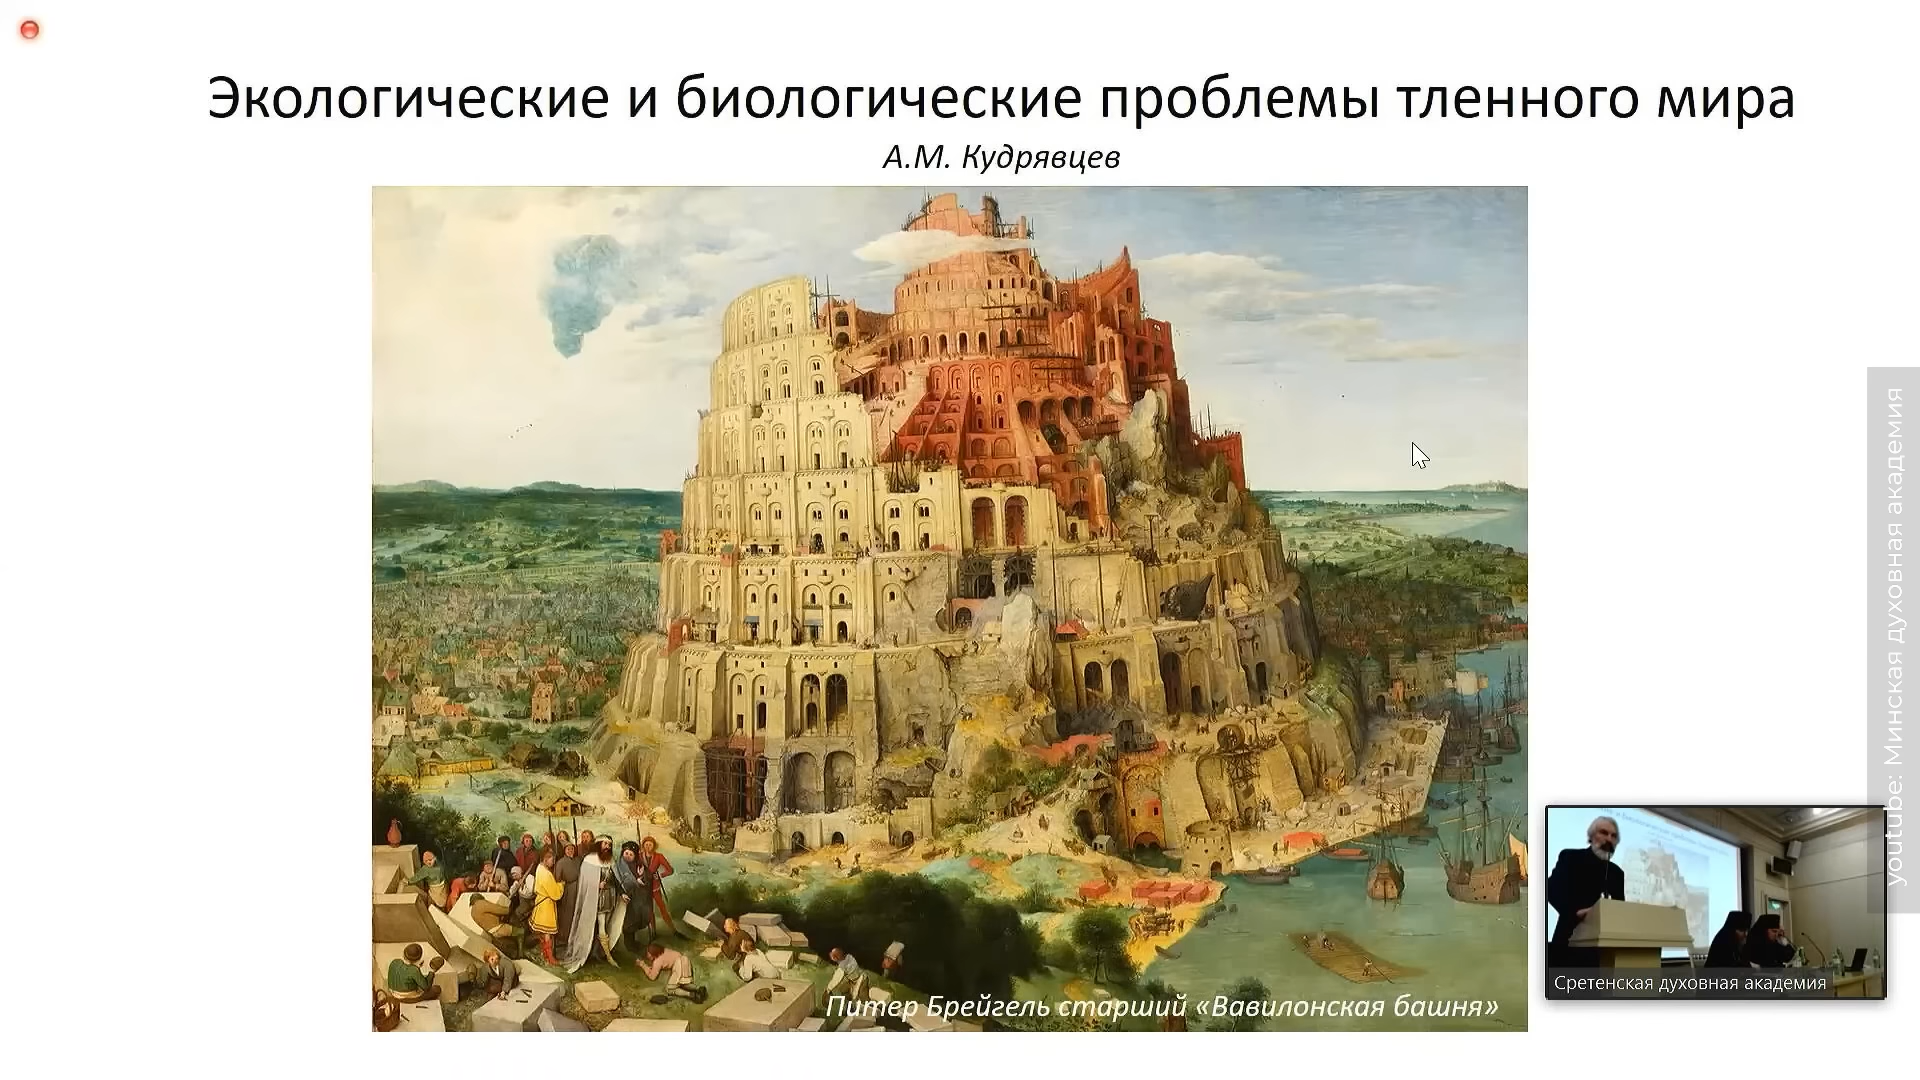 Экологические и биологические проблемы тленного мира
А.М. Кудрявцев
Питер Брейгель старший «Вавилонская башня»
Сретенская духовная академия
youtube: Минская духовная академия